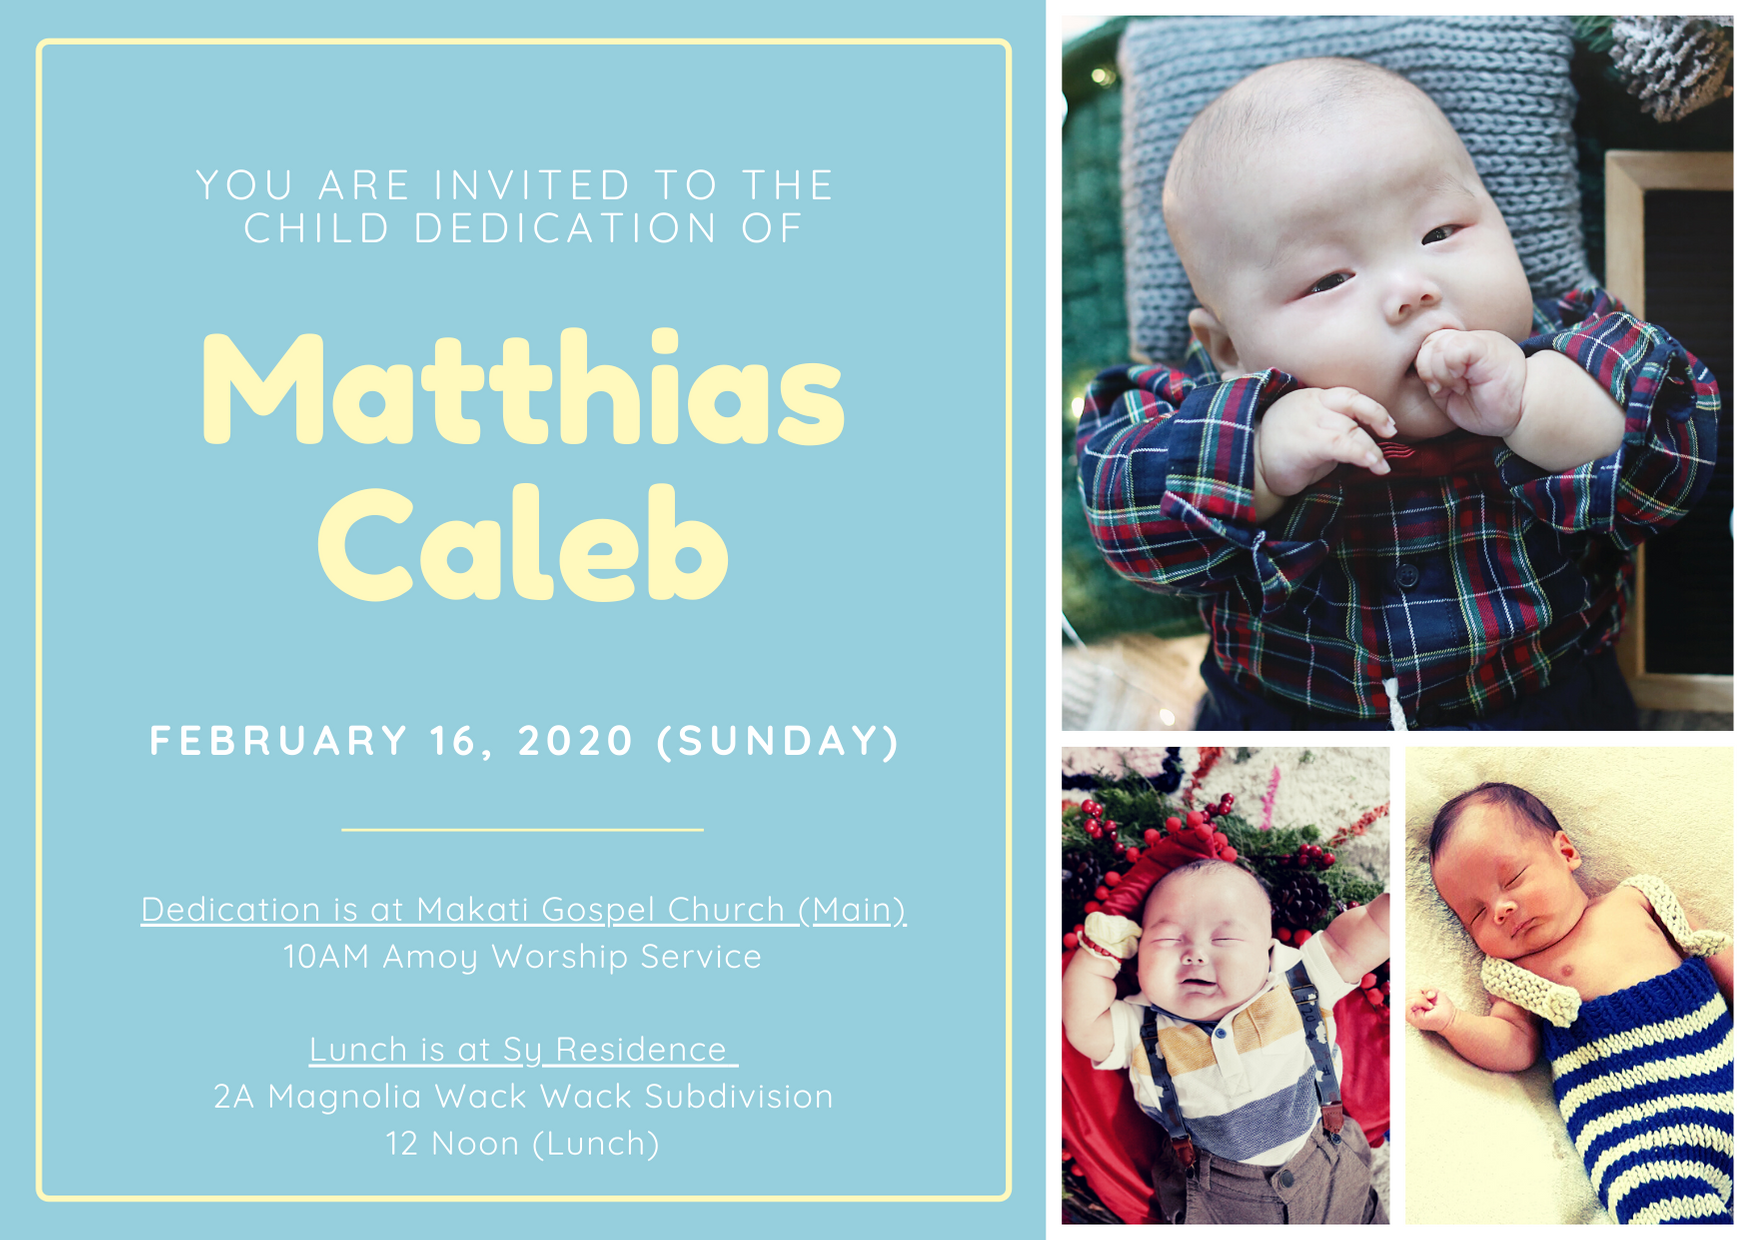 YOU ARE INVITED TO THE
CHILD DEDICATION OF
Matthias
Caleb
FEBRUARY 16, 2020 (SUNDAY)
Dedication is at Makati Gospel Church (Main)
10AM Amoy Worship Service
Lunch is at Sy Residence
2A Magnolia Wack Wack Subdivision
12 Noon (Lunch)